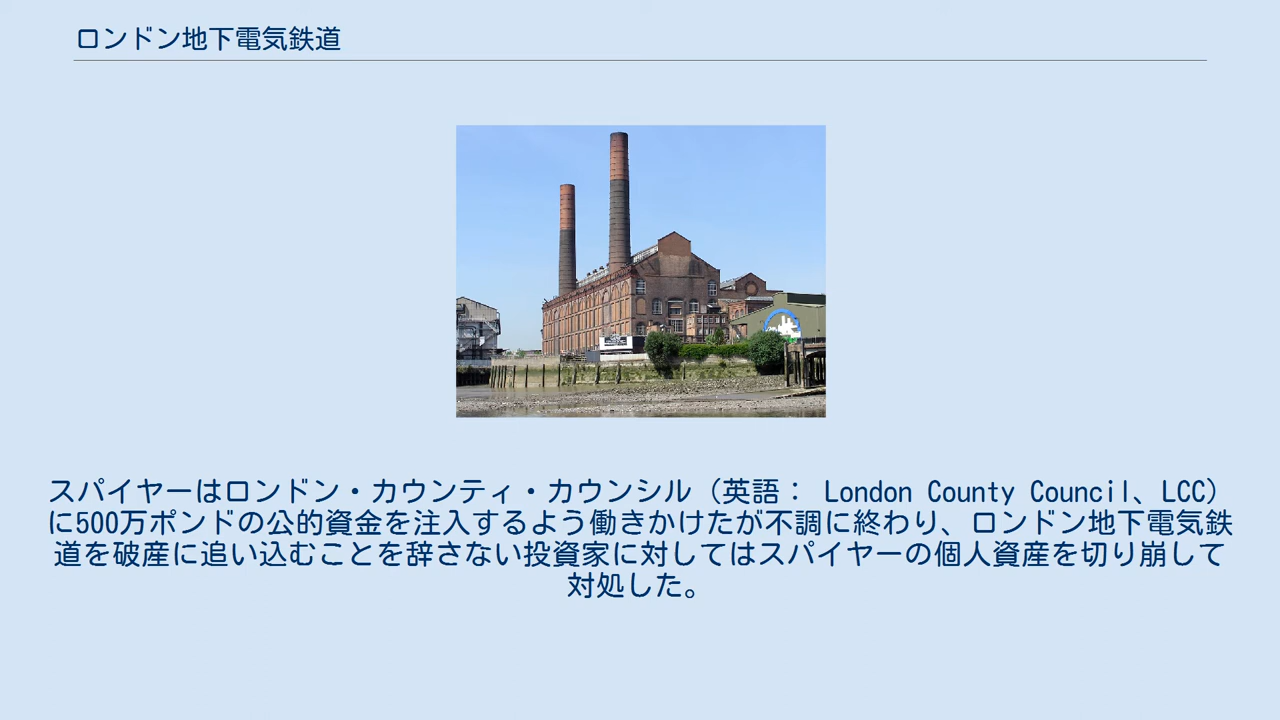 ロンドン地下電気鉄道
スパイヤーはロンドン・カウンティ・カウンシル（英語： London County Council、LCC）
に500万ポンドの公的資金を注入するよう働きかけたが不調に終わり、ロンドン地下電気鉄
道を破産に追い込むことを辞さない投資家に対してはスパイヤーの個人資産を切り崩して
対処した。